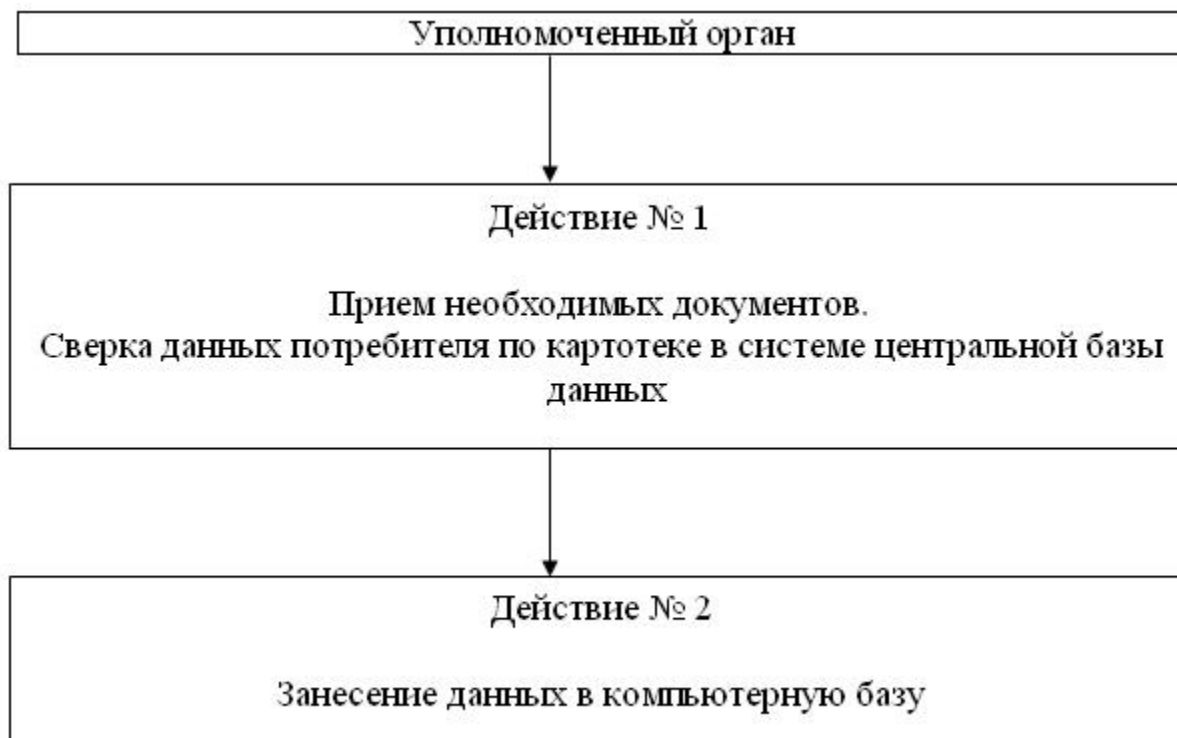 Уполномоченный орган
Действие № 1
Прием необходимых документов.
Сверка данных потребителя по картотеке в системе центральной базы
данных
Действие № 2
Занесение данных в компьютерную базу